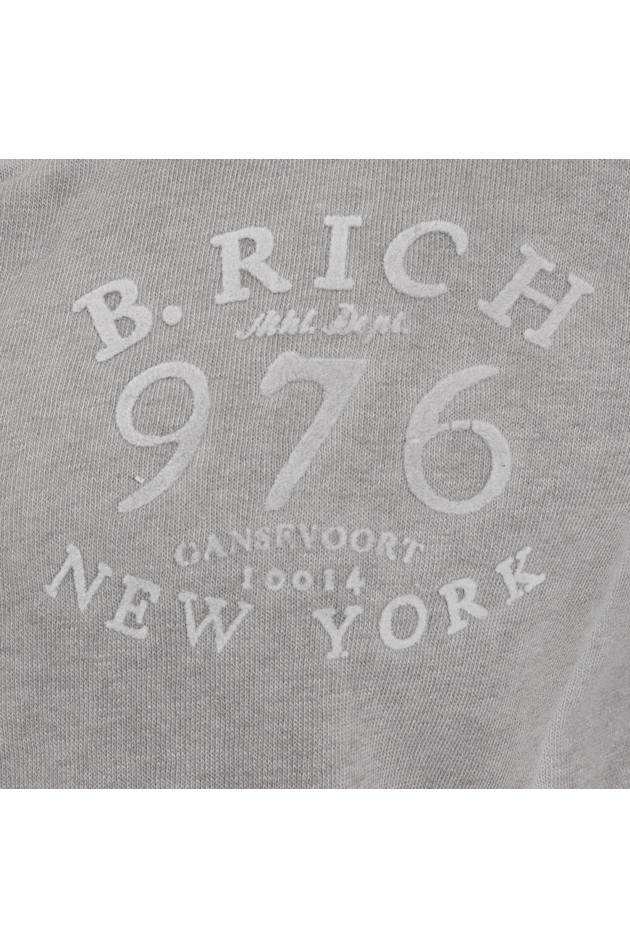 B. RICH
Athl. Dept.
976
GANSEVOORT
10014
NEW YORK